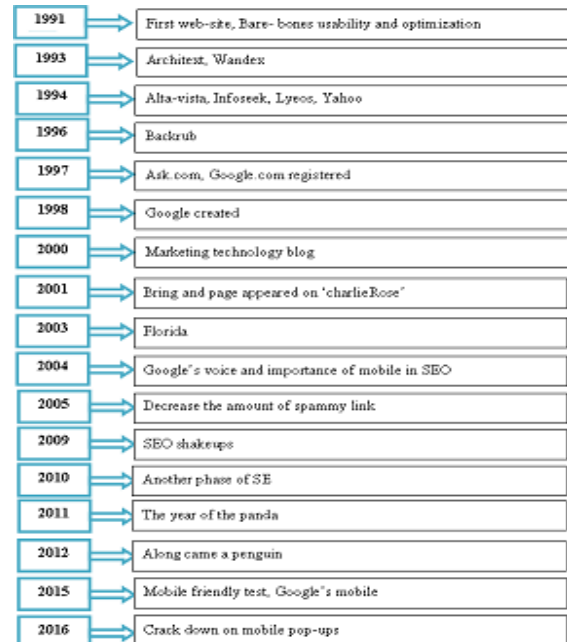 1991 First web-site, Bare- bones usability and optimization
1993 Architext, Wandex
1994 Alta-vista, Infoseek, Lycos, Yahoo
1996 Backrub
1997 Ask.com, Google.com registered
1998 Google created
2000 Marketing technology blog
2001 Bring and page appeared on ‘charlieRose’
2003 Florida
2004 Google’s voice and importance of mobile in SEO
2005 Decrease the amount of spammy link
2009 SEO shakeups
2010 Another phase of SE
2011 The year of the panda
2012 Along came a penguin
2015 Mobile friendly test, Google’s mobile
2016 Crack down on mobile pop-ups